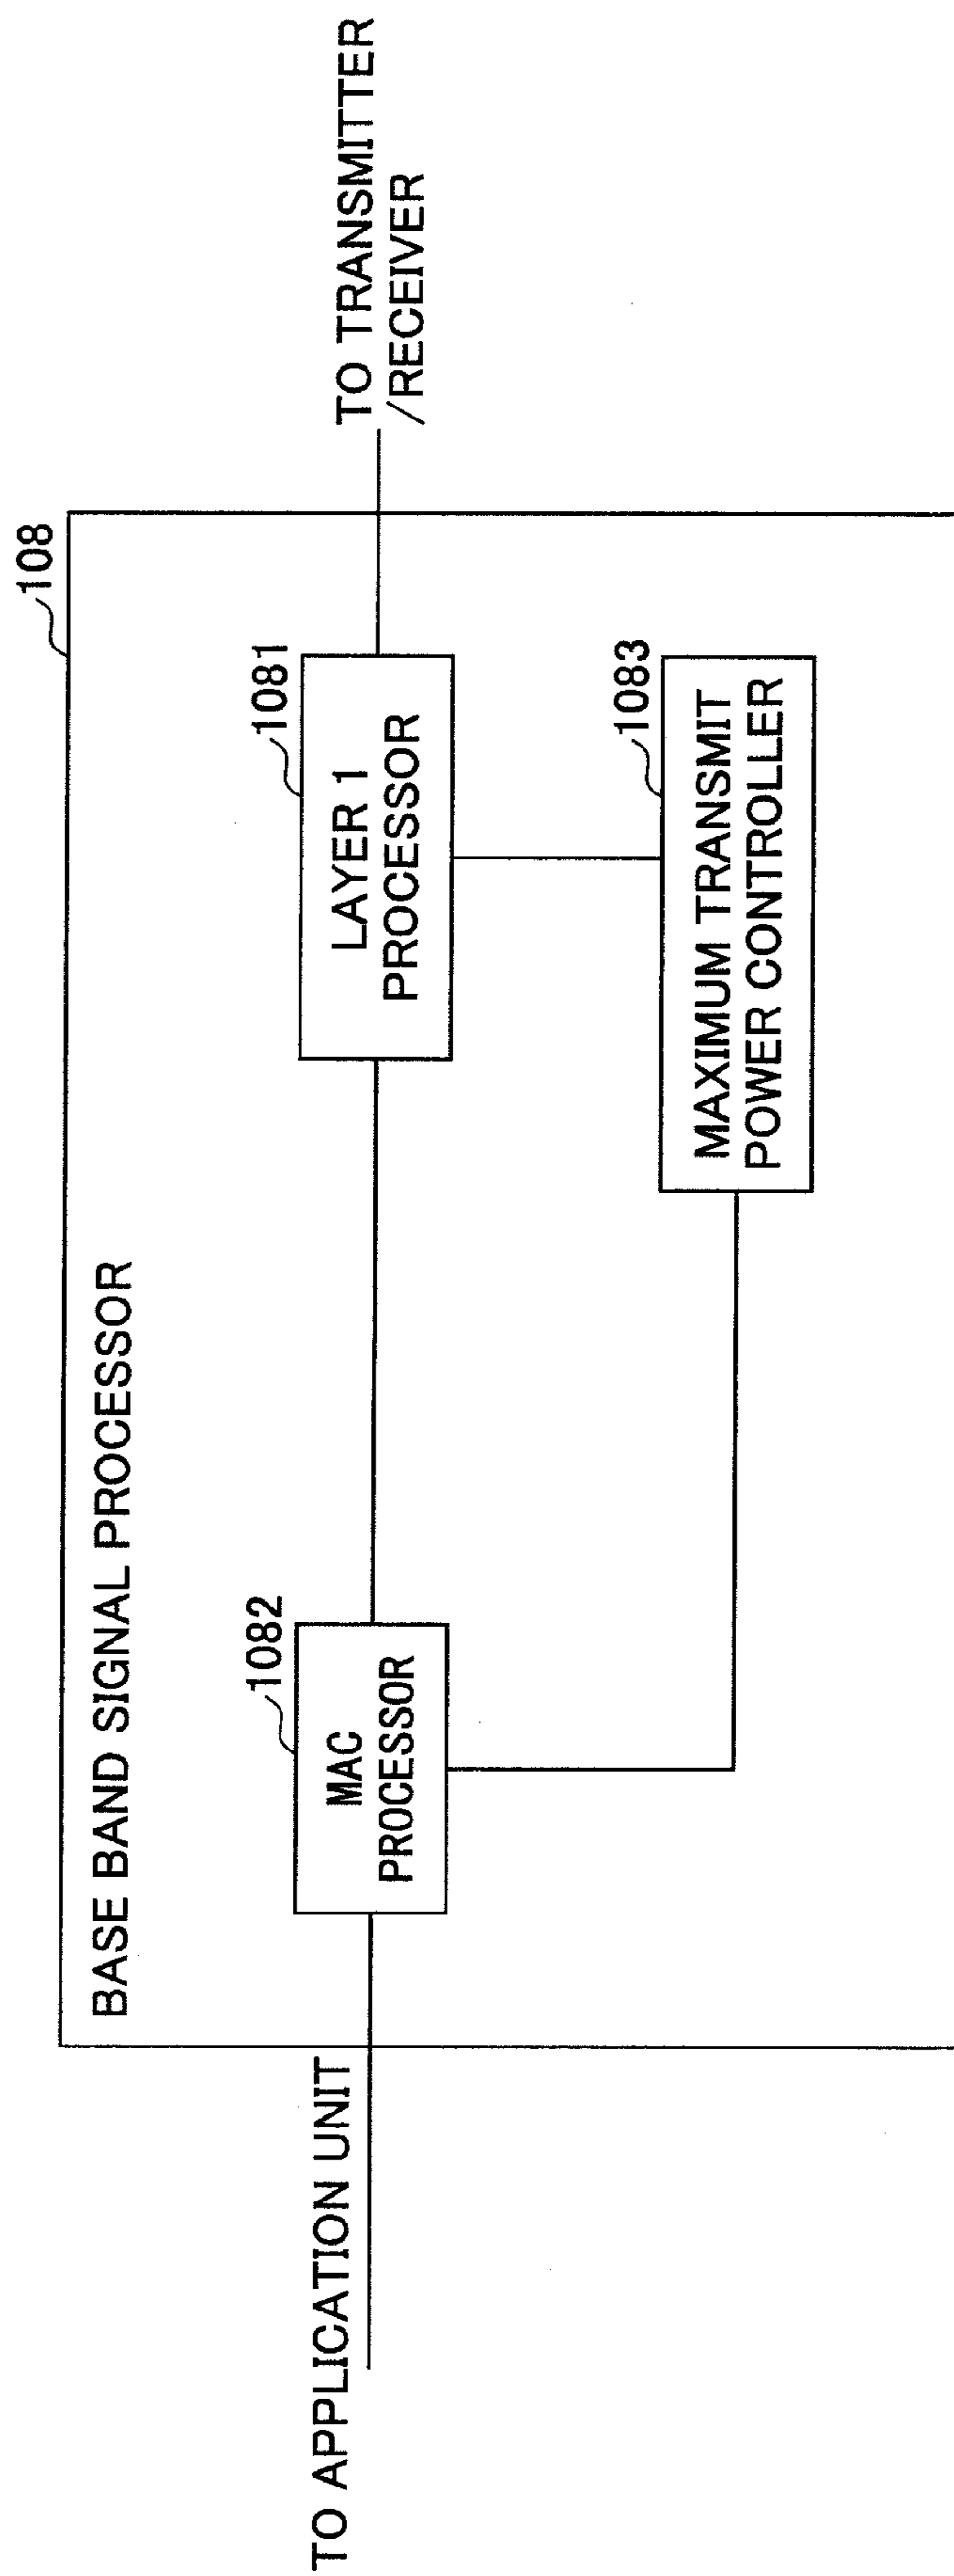 108
BASE BAND SIGNAL PROCESSOR
TO APPLICATION UNIT
1082
MAC
PROCESSOR
1081
LAYER 1
PROCESSOR
TO TRANSMITTER
/RECEIVER
1083
MAXIMUM TRANSMIT
POWER CONTROLLER